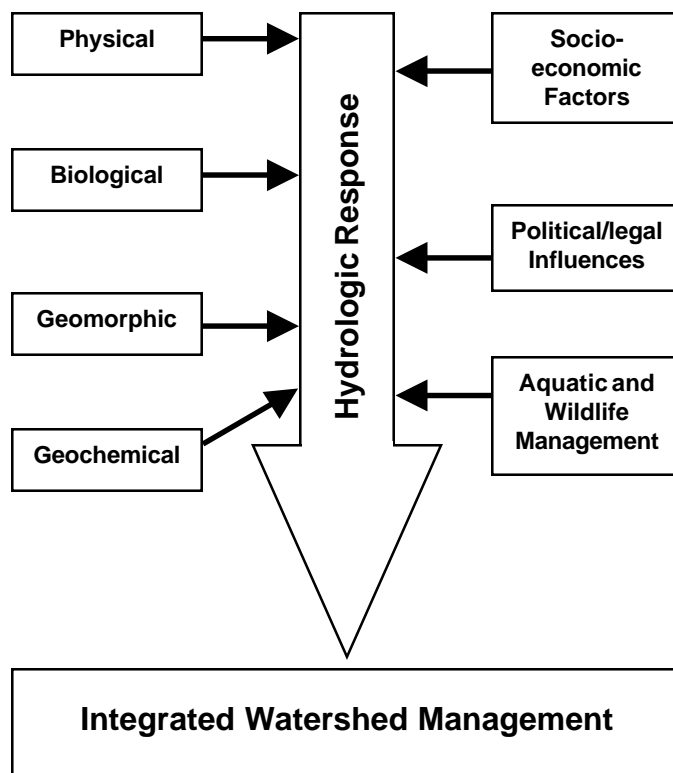 Physical
Biological
Geomorphic
Geochemical
Hydrologic Response
Socio-
economic
Factors
Political/legal
Influences
Aquatic and
Wildlife
Management
Integrated Watershed Management